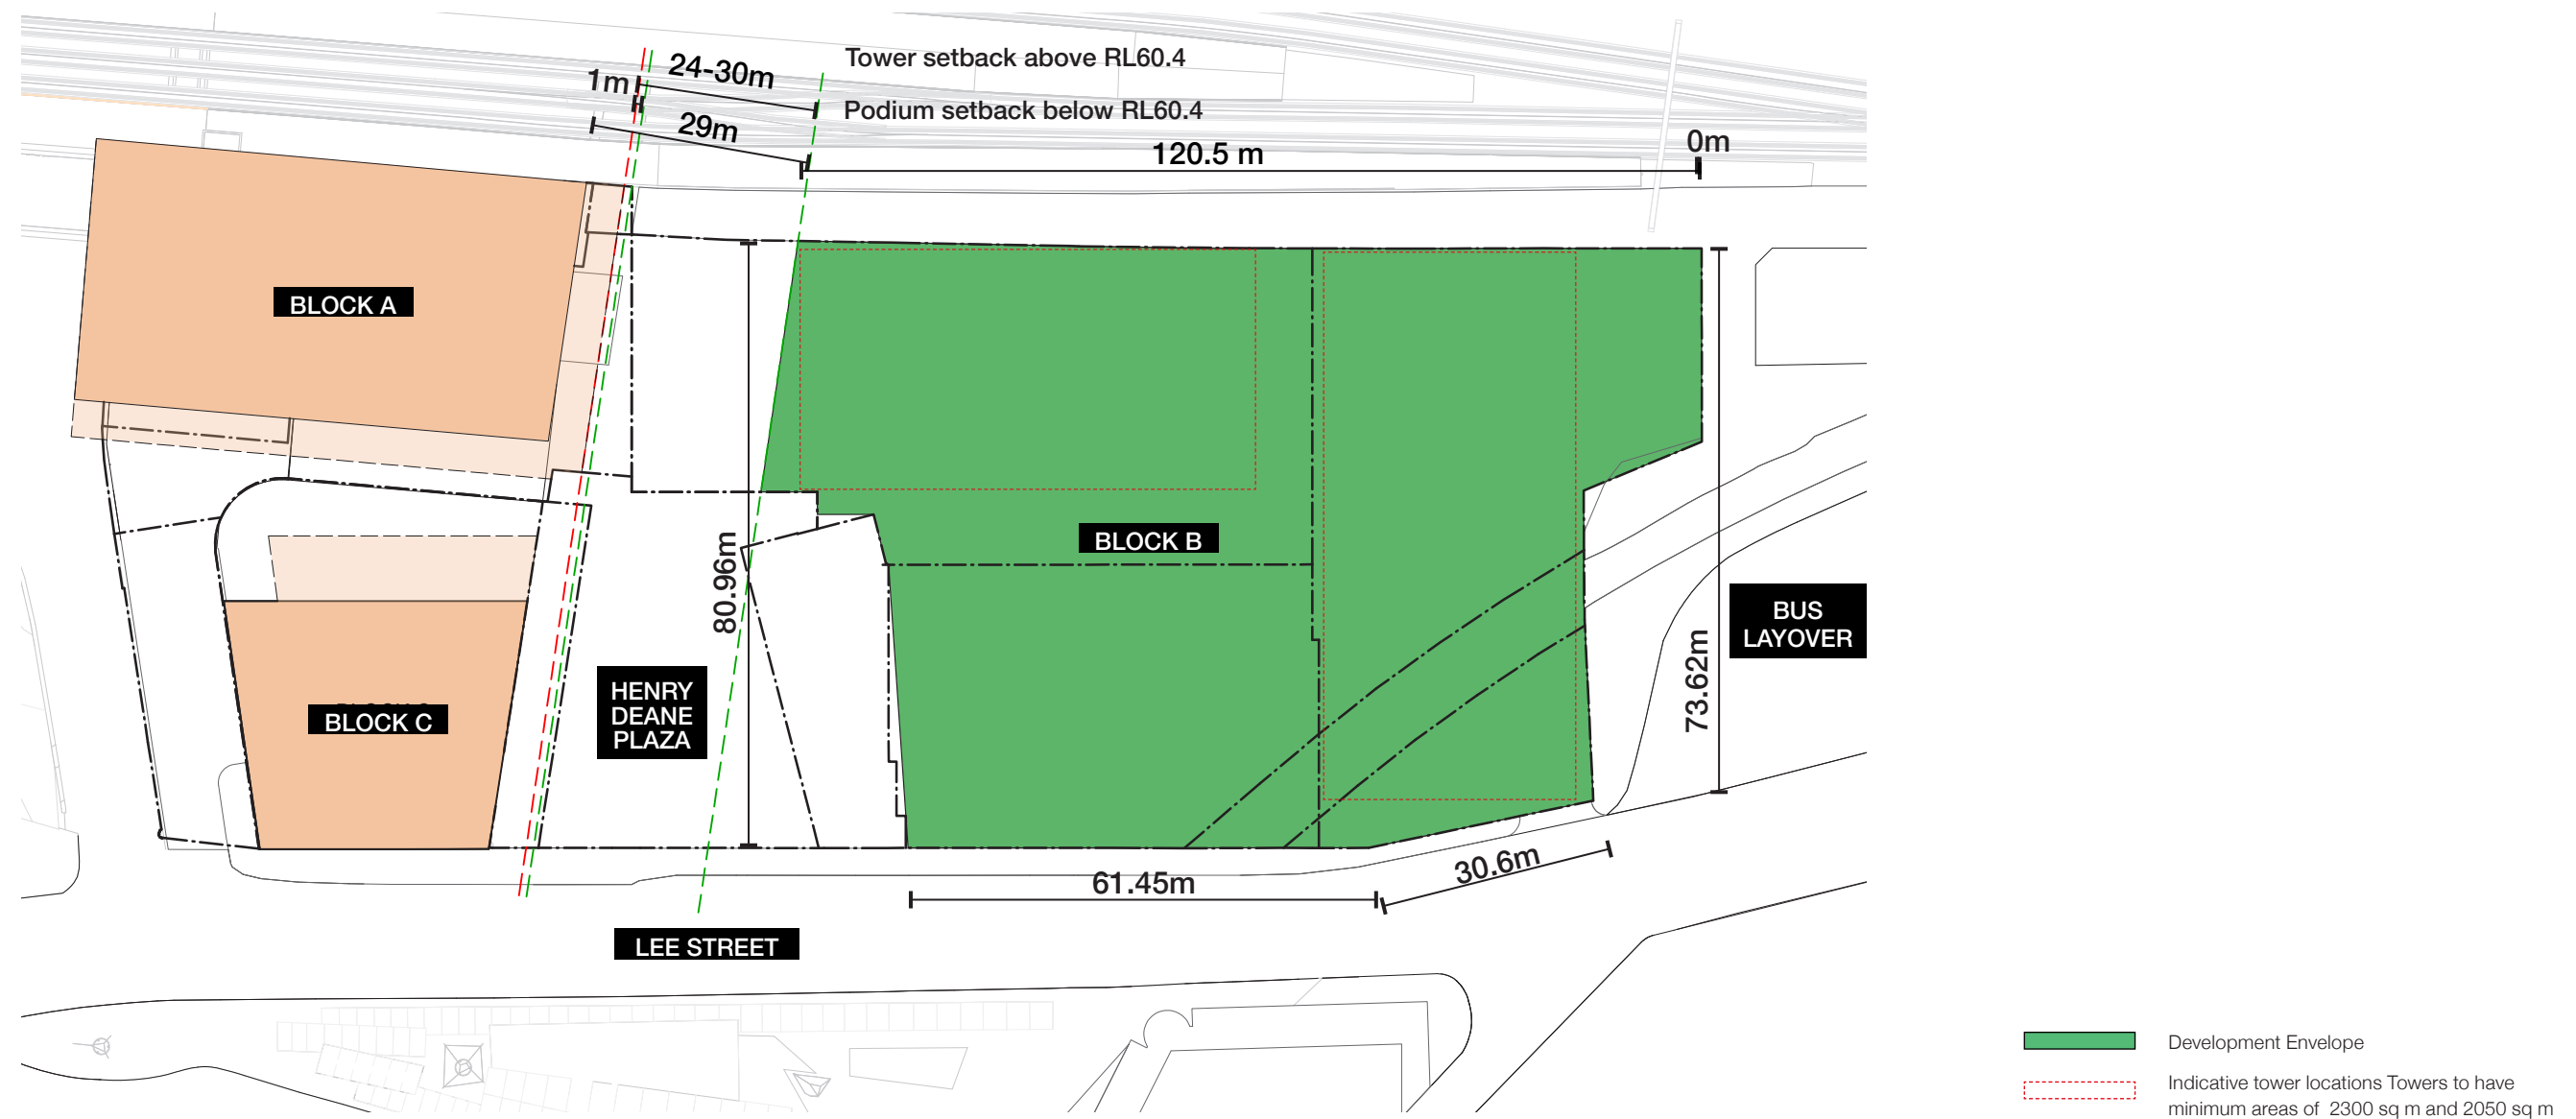 Tower setback above RL60.4
24-30m
1m
Podium setback below RL60.4
29m
0m
120.5 m
BLOCK A
BLOCK B
80.96m
BUS
LAYOVER
73.62m
HENRY
DEANE
PLAZA
BLOCK C
30.6m
61.45m
LEE STREET
Development Envelope
Indicative tower locations Towers to have
minimum areas of 2300 sq m and 2050 sq m